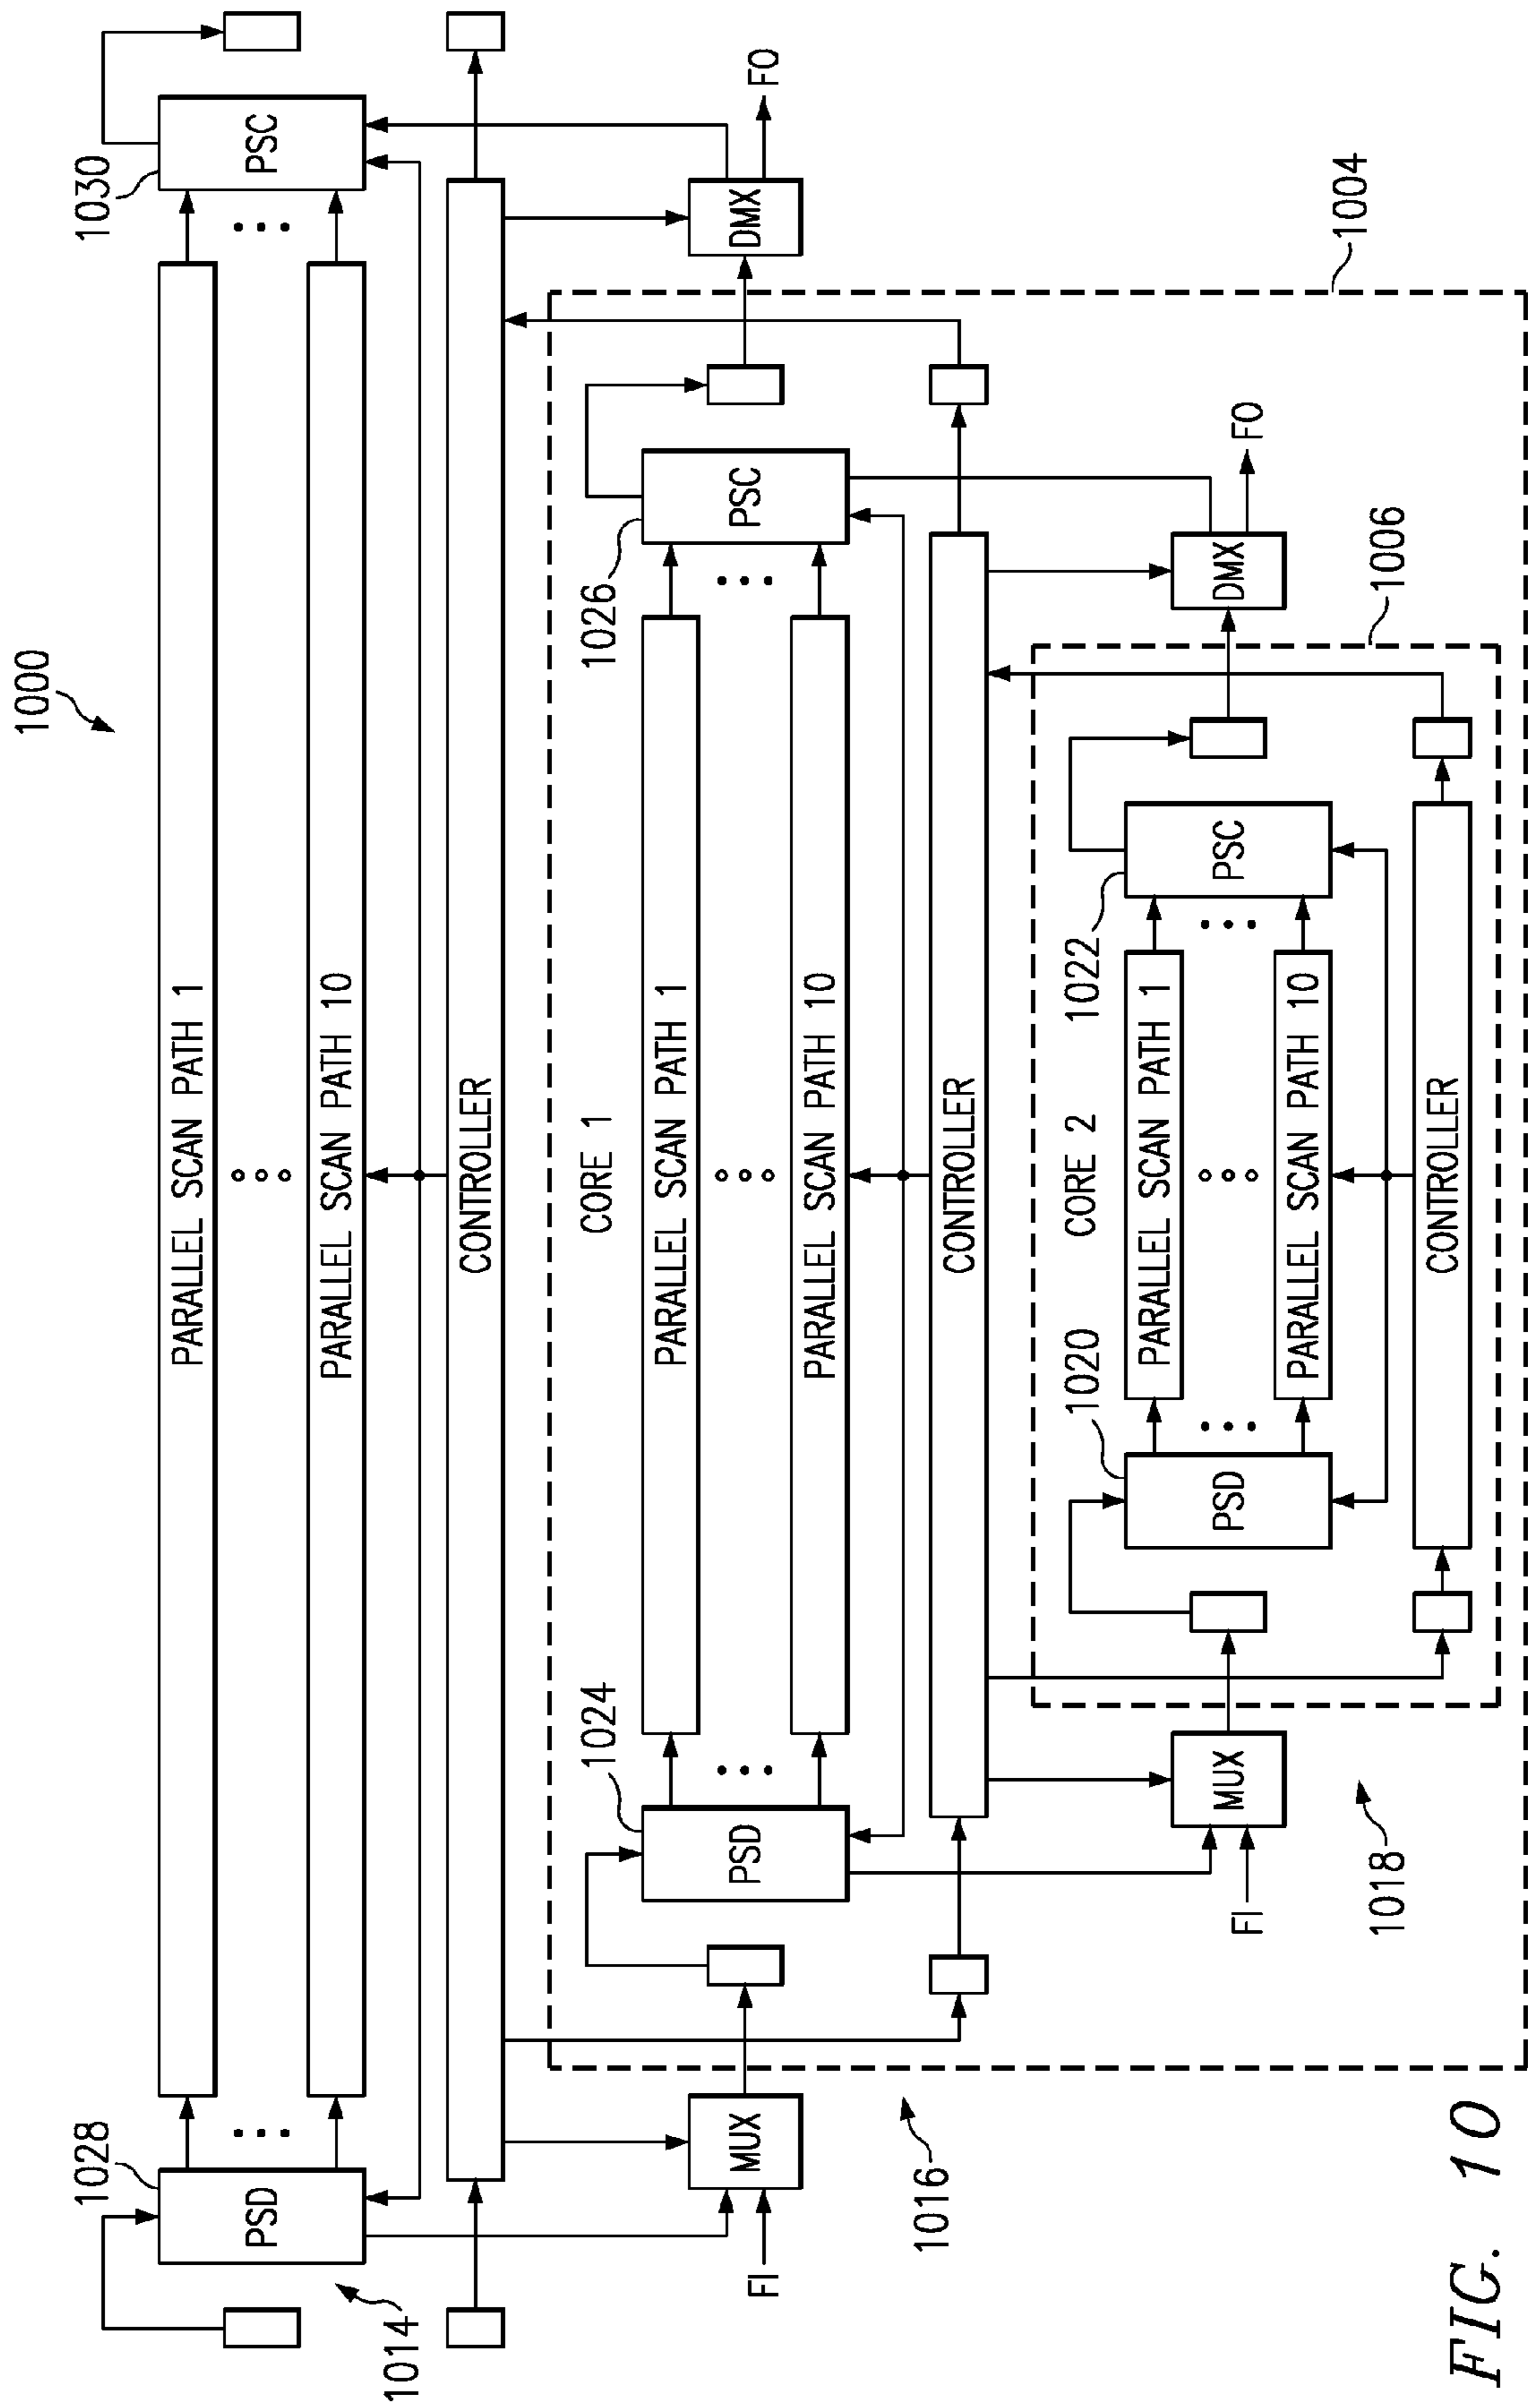 1000
1028
PSD
PARALLEL SCAN PATH 1
PARALLEL SCAN PATH 10
1030
PSC
1014
CONTROLLER
FI
MUX
DMX
FO
1016
CORE 1
1024
PSD
PARALLEL SCAN PATH 1
PARALLEL SCAN PATH 10
1026
PSC
CONTROLLER
1004
FI
MUX
DMX
FO
1018
CORE 2
1020
PSD
PARALLEL SCAN PATH 1
PARALLEL SCAN PATH 10
1022
PSC
CONTROLLER
1006
FIG. 10